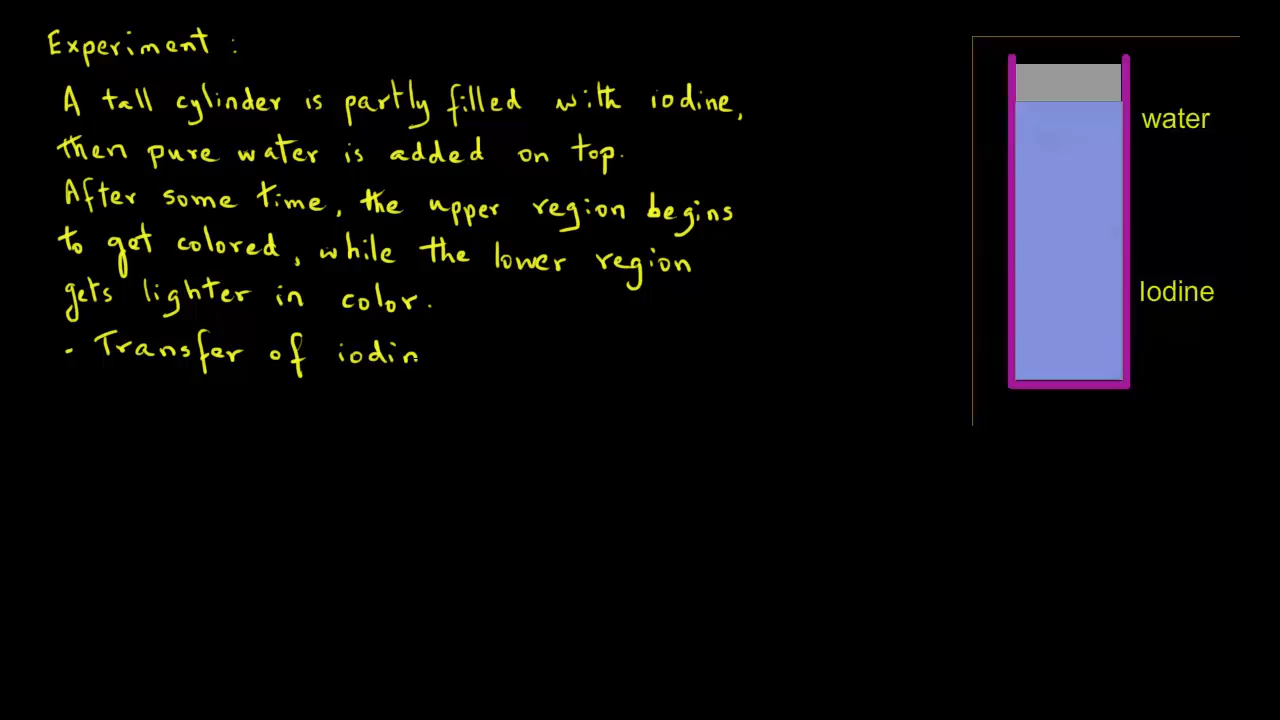 Experiment :
A tall cylinder is partly filled with iodine,
then pure water is added on top.
After some time, the upper region begins
to get colored, while the lower region
gets lighter in color.
. Transfer of iodin
water
Iodine